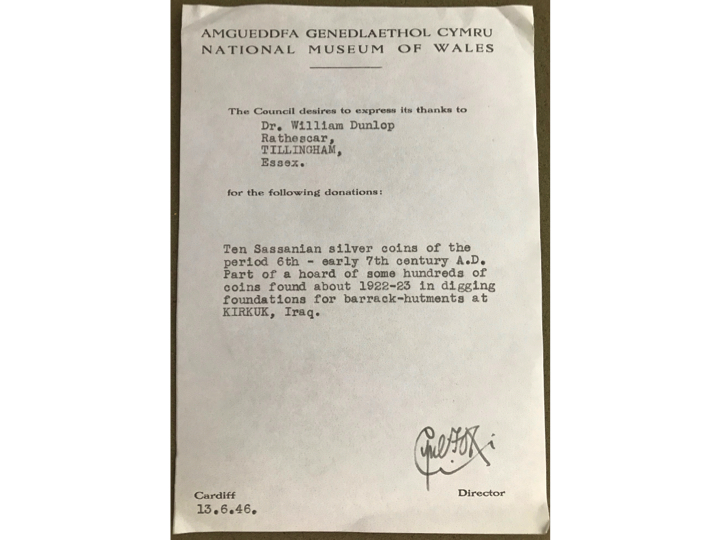 AMGUEDDFA GENEDLAETHOL CYMRU
NATIONAL MUSEUM OF WALES
The Council desires to express its thanks to
Dr. William Dunlop
Rathescar,
TILLINGHAM,
Essex.
for the following donations:
Ten Sassanian silver coins of the
period 6th - early 7th century A.D.
Part of a hoard of some hundreds of
coins found about 1922-23 in digging
foundations for barrack-hutments at
KIRKUK, Iraq.
Cardiff
Director
13.6.46.